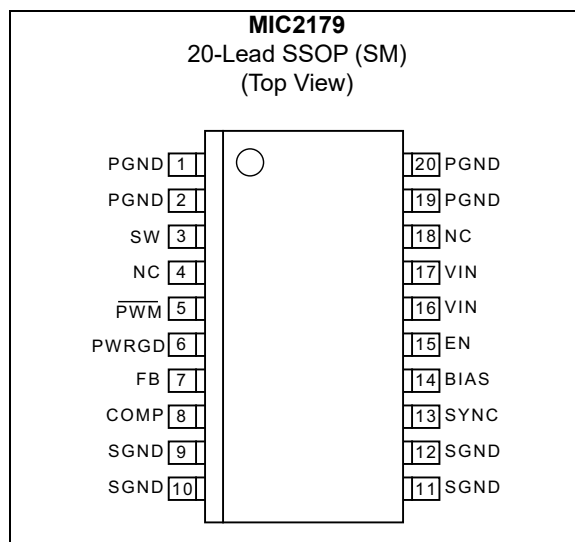 MIC2179
20-Lead SSOP (SM)
(Top View)
PGND 1 20 PGND
PGND 2 19 PGND
SW 3 18 NC
NC 4 17 VIN
PWM 5 16 VIN
PWRGD 6 15 EN
FB 7 14 BIAS
COMP 8 13 SYNC
SGND 9 12 SGND
SGND 10 11 SGND